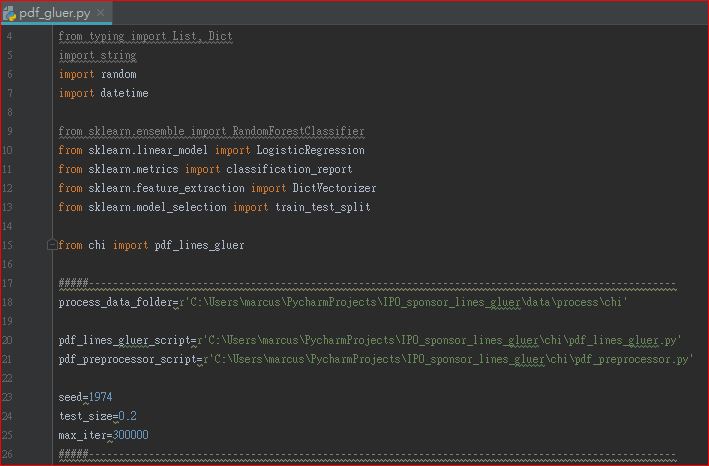 pdf_gluer.py
4 from typing import List, Dict
5 import string
6 import random
7 import datetime
8
9 from sklearn.ensemble import RandomForestClassifier
10 from sklearn.linear_model import LogisticRegression
11 from sklearn.metrics import classification_report
12 from sklearn.feature_extraction import DictVectorizer
13 from sklearn.model_selection import train_test_split
14
15 from chi import pdf_lines_gluer
16
17 #####--------------------------------------------------------------------------------
18 process_data_folder=r'C:\Users\marcus\PycharmProjects\IPO_sponsor_lines_gluer\data\process\chi'
19
20 pdf_lines_gluer_script=r'C:\Users\marcus\PycharmProjects\IPO_sponsor_lines_gluer\chi\pdf_lines_gluer.py'
21 pdf_preprocessor_script=r'C:\Users\marcus\PycharmProjects\IPO_sponsor_lines_gluer\chi\pdf_preprocessor.py'
22
23 seed=1974
24 test_size=0.2
25 max_iter=300000
26 #####--------------------------------------------------------------------------------